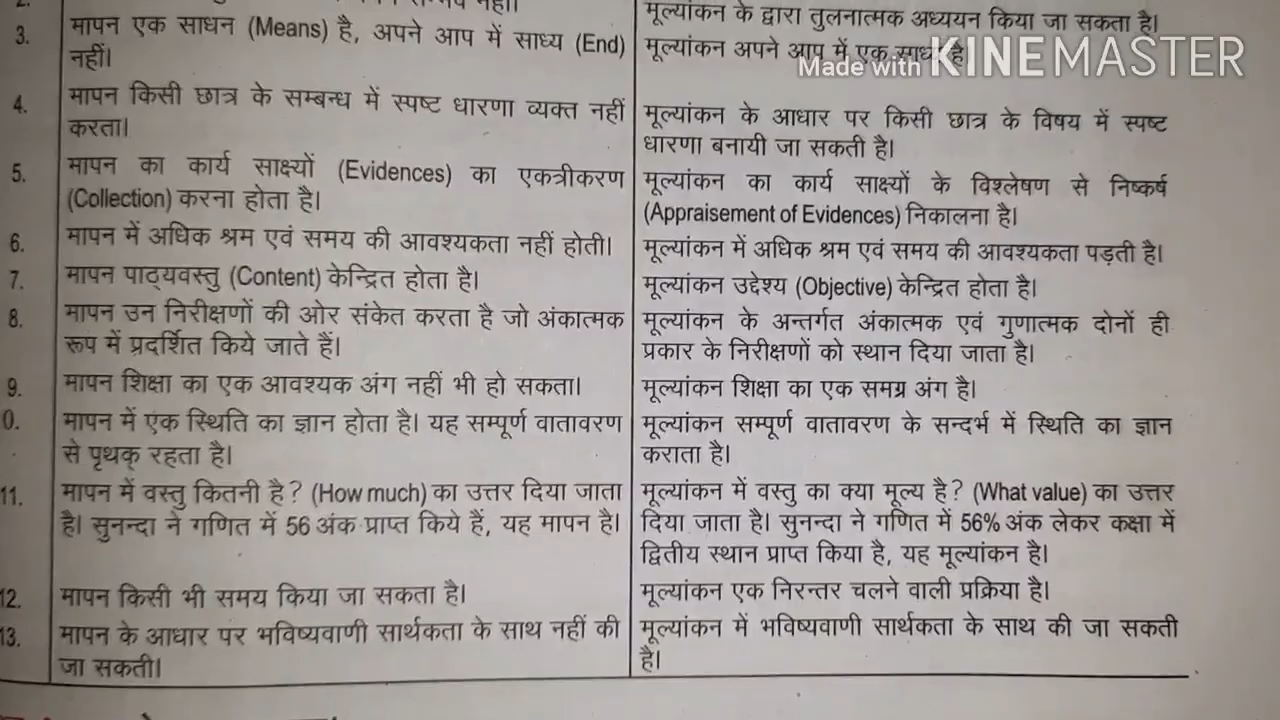 मूल्यांकन के द्वारा तुलनात्मक अध्ययन किया जा सकता है।
3. मापन एक साधन (Means) है, अपने आप में साध्य (End)
नहीं।
मूल्यांकन अपने आप में एक साध्य है।
Made with KINEMASTER
4. मापन किसी छात्र के सम्बन्ध में स्पष्ट धारणा व्यक्त नहीं
करता।
मूल्यांकन के आधार पर किसी छात्र के विषय में स्पष्ट
धारणा बनायी जा सकती है।
5. मापन का कार्य साक्ष्यों (Evidences) का एकत्रीकरण
(Collection) करना होता है।
मूल्यांकन का कार्य साक्ष्यों के विश्लेषण से निष्कर्ष
(Appraisement of Evidences) निकालना है।
6. मापन में अधिक श्रम एवं समय की आवश्यकता नहीं होती।
मूल्यांकन में अधिक श्रम एवं समय की आवश्यकता पड़ती है।
7. मापन पाठ्यवस्तु (Content) केन्द्रित होता है।
मूल्यांकन उद्देश्य (Objective) केन्द्रित होता है।
8. मापन उन निरीक्षणों की ओर संकेत करता है जो अंकात्मक
रूप में प्रदर्शित किये जाते हैं।
मूल्यांकन के अन्तर्गत अंकात्मक एवं गुणात्मक दोनों ही
प्रकार के निरीक्षणों को स्थान दिया जाता है।
9. मापन शिक्षा का एक आवश्यक अंग नहीं भी हो सकता।
मूल्यांकन शिक्षा का एक समग्र अंग है।
0. मापन में एक स्थिति का ज्ञान होता है। यह सम्पूर्ण वातावरण
से पृथक् रहता है।
मूल्यांकन सम्पूर्ण वातावरण के सन्दर्भ में स्थिति का ज्ञान
कराता है।
11. मापन में वस्तु कितनी है? (How much) का उत्तर दिया जाता
है। सुनन्दा ने गणित में 56 अंक प्राप्त किये हैं, यह मापन है।
मूल्यांकन में वस्तु का क्या मूल्य है? (What value) का उत्तर
दिया जाता है। सुनन्दा ने गणित में 56% अंक लेकर कक्षा में
द्वितीय स्थान प्राप्त किया है, यह मूल्यांकन है।
12. मापन किसी भी समय किया जा सकता है।
मूल्यांकन एक निरन्तर चलने वाली प्रक्रिया है।
13. मापन के आधार पर भविष्यवाणी सार्थकता के साथ नहीं की
जा सकती।
मूल्यांकन में भविष्यवाणी सार्थकता के साथ की जा सकती
है।